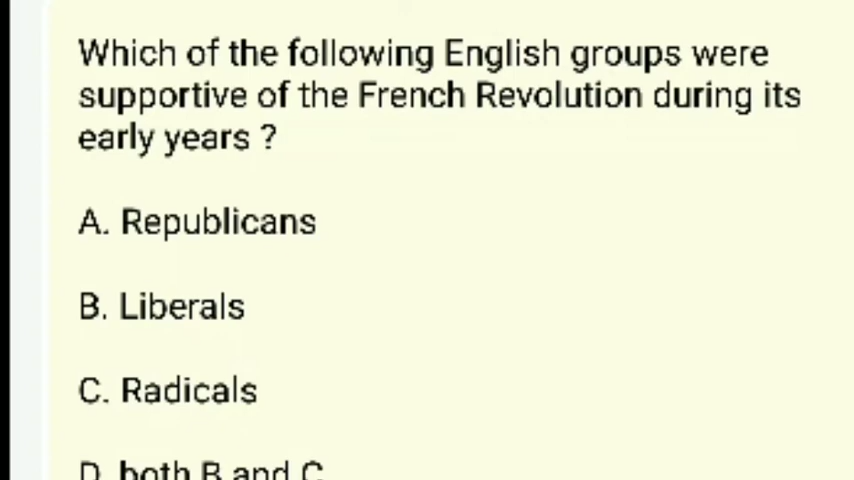 Which of the following English groups were
supportive of the French Revolution during its
early years ?
A. Republicans
B. Liberals
C. Radicals
D. both B and C